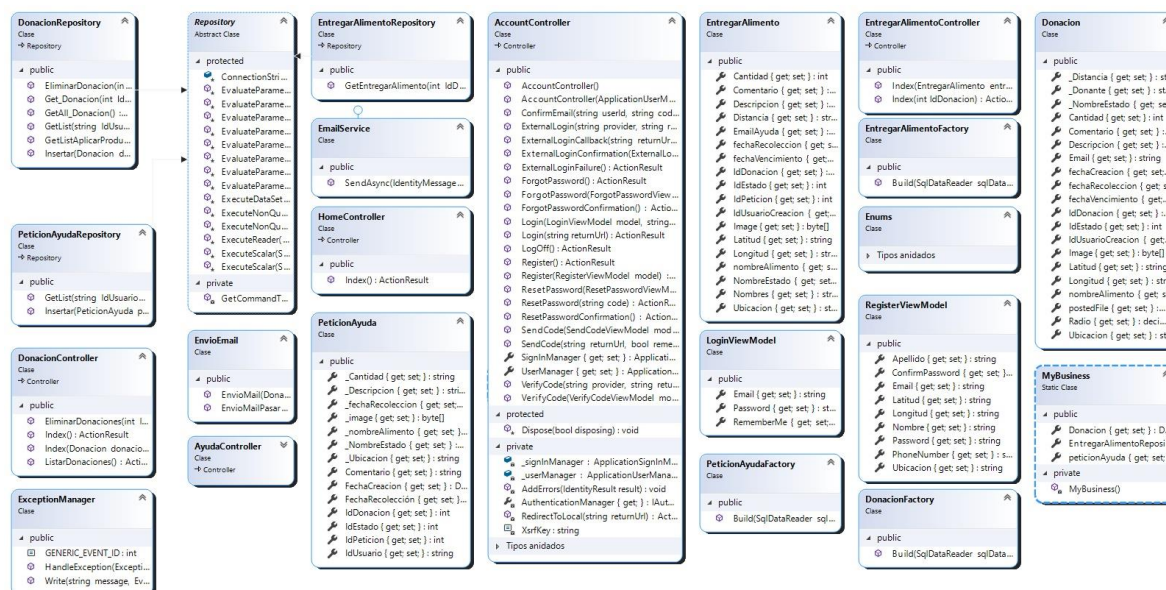 DonacionRepository
Clase
Repository
public
EliminarDonacion(in...
Get_Donacion(int Id...
GetAll_Donacion() :...
GetList(string IdUsu...
GetListAplicarProdu...
Insertar(Donacion d...
PeticionAyudaRepository
Clase
Repository
public
GetList(string IdUsuario...
Insertar(PeticionAyuda p...
DonacionController
Clase
Controller
public
EliminarDonaciones(int I...
Index() : ActionResult
Index(Donacion donacio...
ListarDonaciones() : Acti...
ExceptionManager
Clase
public
GENERIC_EVENT_ID : int
HandleException(Excepti...
Write(string message, Ev...
Repository
Abstract Clase
protected
ConnectionStri...
EvaluateParame...
EvaluateParame...
EvaluateParame...
EvaluateParame...
EvaluateParame...
EvaluateParame...
EvaluateParame...
EvaluateParame...
ExecuteDataSet...
ExecuteNonQu...
ExecuteNonQu...
ExecuteReader(...
ExecuteScalar(S...
ExecuteScalar(S...
private
GetCommandT...
EnvioEmail
Clase
public
EnvioMail(Dona...
EnvioMailPasar...
AyudaController
Clase
Controller
EntregarAlimentoRepository
Clase
Repository
public
GetEntregarAlimento(int IdD...
EmailService
Clase
public
SendAsync(IdentityMessage...
HomeController
Clase
Controller
public
Index() : ActionResult
PeticionAyuda
Clase
public
_Cantidad { get; set; } : string
_Descripcion { get; set; } : stri...
_fechaRecoleccion { get; set;...
_image { get; set; } : byte[]
_nombreAlimento { get; set; }...
_NombreEstado { get; set; } :...
_Ubicacion { get; set; } : string
Comentario { get; set; } : string
FechaCreacion { get; set; } : D...
FechaRecolección { get; set; }...
IdDonacion { get; set; } : int
IdEstado { get; set; } : int
IdPeticion { get; set; } : int
IdUsuario { get; set; } : string
AccountController
Clase
Controller
public
AccountController()
AccountController(ApplicationUserM...
ConfirmEmail(string userId, string cod...
ExternalLogin(string provider, string r...
ExternalLoginCallback(string returnUr...
ExternalLoginConfirmation(ExternalLo...
ExternalLoginFailure() : ActionResult
ForgotPassword() : ActionResult
ForgotPassword(ForgotPasswordView...
ForgotPasswordConfirmation() : Actio...
Login(LoginViewModel model, string...
Login(string returnUrl) : ActionResult
LogOff() : ActionResult
Register() : ActionResult
Register(RegisterViewModel model) :...
ResetPassword(ResetPasswordViewM...
ResetPassword(string code) : ActionR...
ResetPasswordConfirmation() : Action...
SendCode(SendCodeViewModel mod...
SendCode(string returnUrl, bool reme...
SignInManager { get; set; } : Applicati...
UserManager { get; set; } : Application...
VerifyCode(string provider, string retu...
VerifyCode(VerifyCodeViewModel mo...
protected
Dispose(bool disposing) : void
private
_signInManager : ApplicationSignInM...
_userManager : ApplicationUserMana...
AddErrors(IdentityResult result) : void
AuthenticationManager { get; } : IAut...
RedirectToLocal(string returnUrl) : Act...
XsrfKey : string
Tipos anidados
EntregarAlimento
Clase
public
Cantidad { get; set; } : int
Comentario { get; set; } :...
Descripcion { get; set; } :...
Distancia { get; set; } : str...
EmailAyuda { get; set; } :...
fechaRecoleccion { get; s...
fechaVencimiento { get;...
IdDonacion { get; set; } :...
IdEstado { get; set; } : int
IdPeticion { get; set; } : int
IdUsuarioCreacion { get;...
Image { get; set; } : byte[]
Latitud { get; set; } : string
Longitud { get; set; } : str...
nombreAlimento { get; s...
NombreEstado { get; set...
Nombres { get; set; } : str...
Ubicacion { get; set; } : st...
LoginViewModel
Clase
public
Email { get; set; } : string
Password { get; set; } : st...
RememberMe { get; set;...
PeticionAyudaFactory
Clase
public
Build(SqlDataReader sql...
EntregarAlimentoController
Clase
Controller
public
Index(EntregarAlimento entr...
Index(int IdDonacion) : Actio...
EntregarAlimentoFactory
Clase
public
Build(SqlDataReader sqlData...
Enums
Clase
Tipos anidados
RegisterViewModel
Clase
public
Apellido { get; set; } : string
ConfirmPassword { get; set; }...
Email { get; set; } : string
Latitud { get; set; } : string
Longitud { get; set; } : string
Nombre { get; set; } : string
Password { get; set; } : string
PhoneNumber { get; set; } : s...
Ubicacion { get; set; } : string
DonacionFactory
Clase
public
Build(SqlDataReader sqlData...
Donacion
Clase
public
_Distancia { get; set; } : st
_Donante { get; set; } : st
_NombreEstado { get; se
Cantidad { get; set; } : int
Comentario { get; set; } :.
Descripcion { get; set; } :.
Email { get; set; } : string
fechaCreacion { get; set;.
fechaRecoleccion { get; s
fechaVencimiento { get;.
IdDonacion { get; set; } :.
IdEstado { get; set; } : int
IdUsuarioCreacion { get;
Image { get; set; } : byte[]
Latitud { get; set; } : string
Longitud { get; set; } : str
nombreAlimento { get; s
postedFile { get; set; } :...
Radio { get; set; } : deci...
Ubicacion { get; set; } : st
MyBusiness
Static Clase
public
Donacion { get; set; } : D.
EntregarAlimentoReposi
peticionAyuda { get; set;
private
MyBusiness()